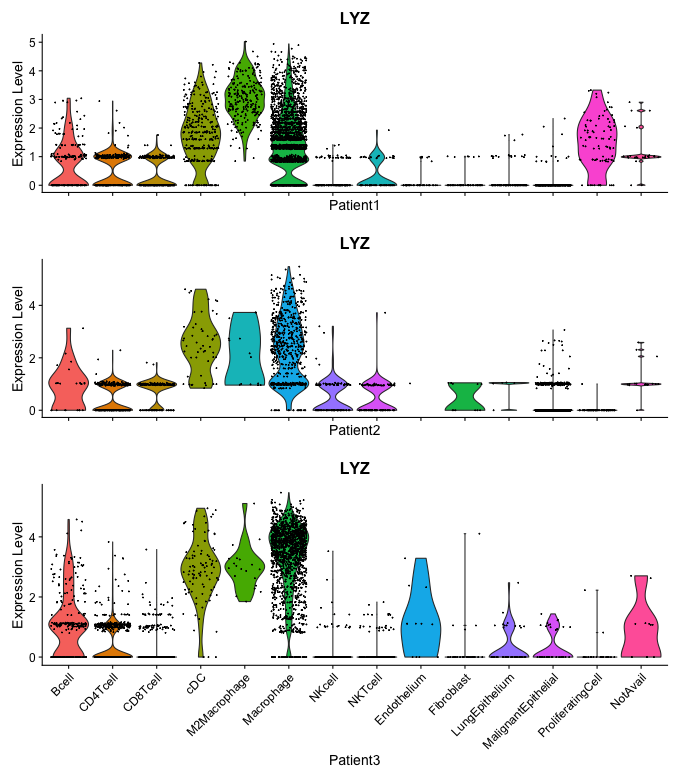 LYZ
Expression Level
5
4
3
2
1
0
Patient1
LYZ
Expression Level
4
2
0
Patient2
LYZ
Expression Level
4
2
0
Bcell
CD4Tcell
CD8Tcell
cDC
M2Macrophage
Macrophage
NKcell
NKTcell
Endothelium
Fibroblast
LungEpithelium
MalignantEpithelial
ProliferatingCell
NotAvail
Patient3